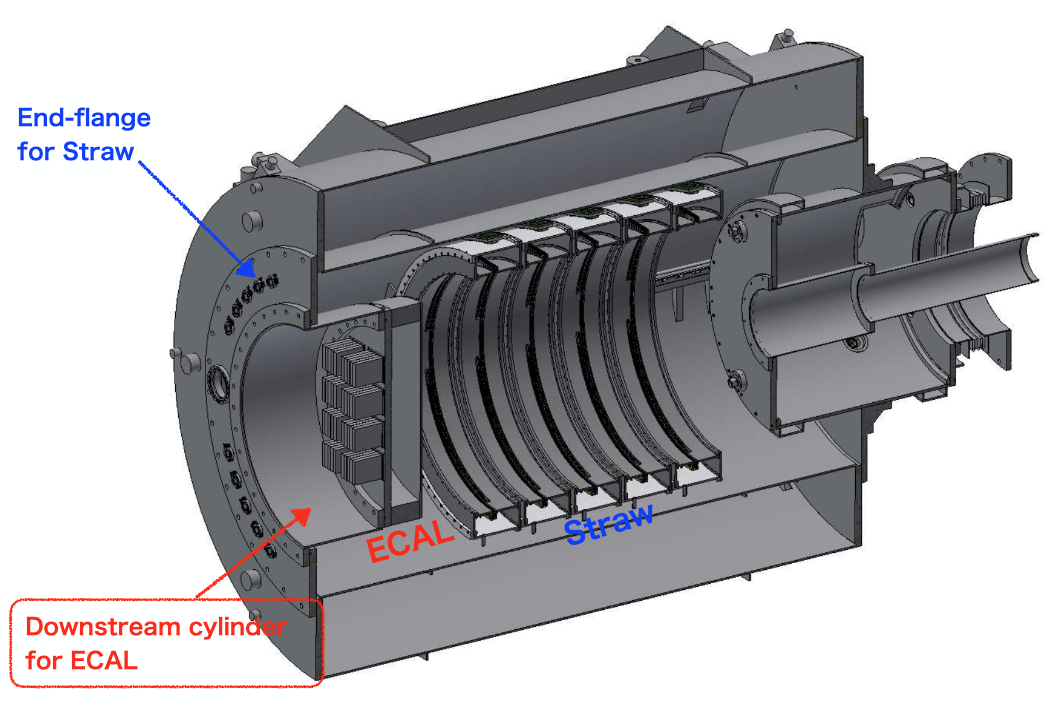 End-flange
for Straw
ECAL
Straw
Downstream cylinder
for ECAL